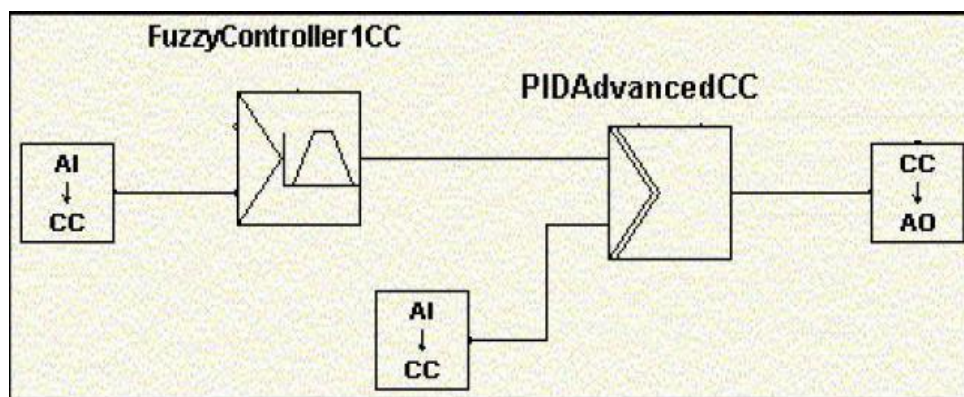 FuzzyController1CC
PIDAdvancedCC
AI
↓
CC
CC
↓
AO
AI
↓
CC